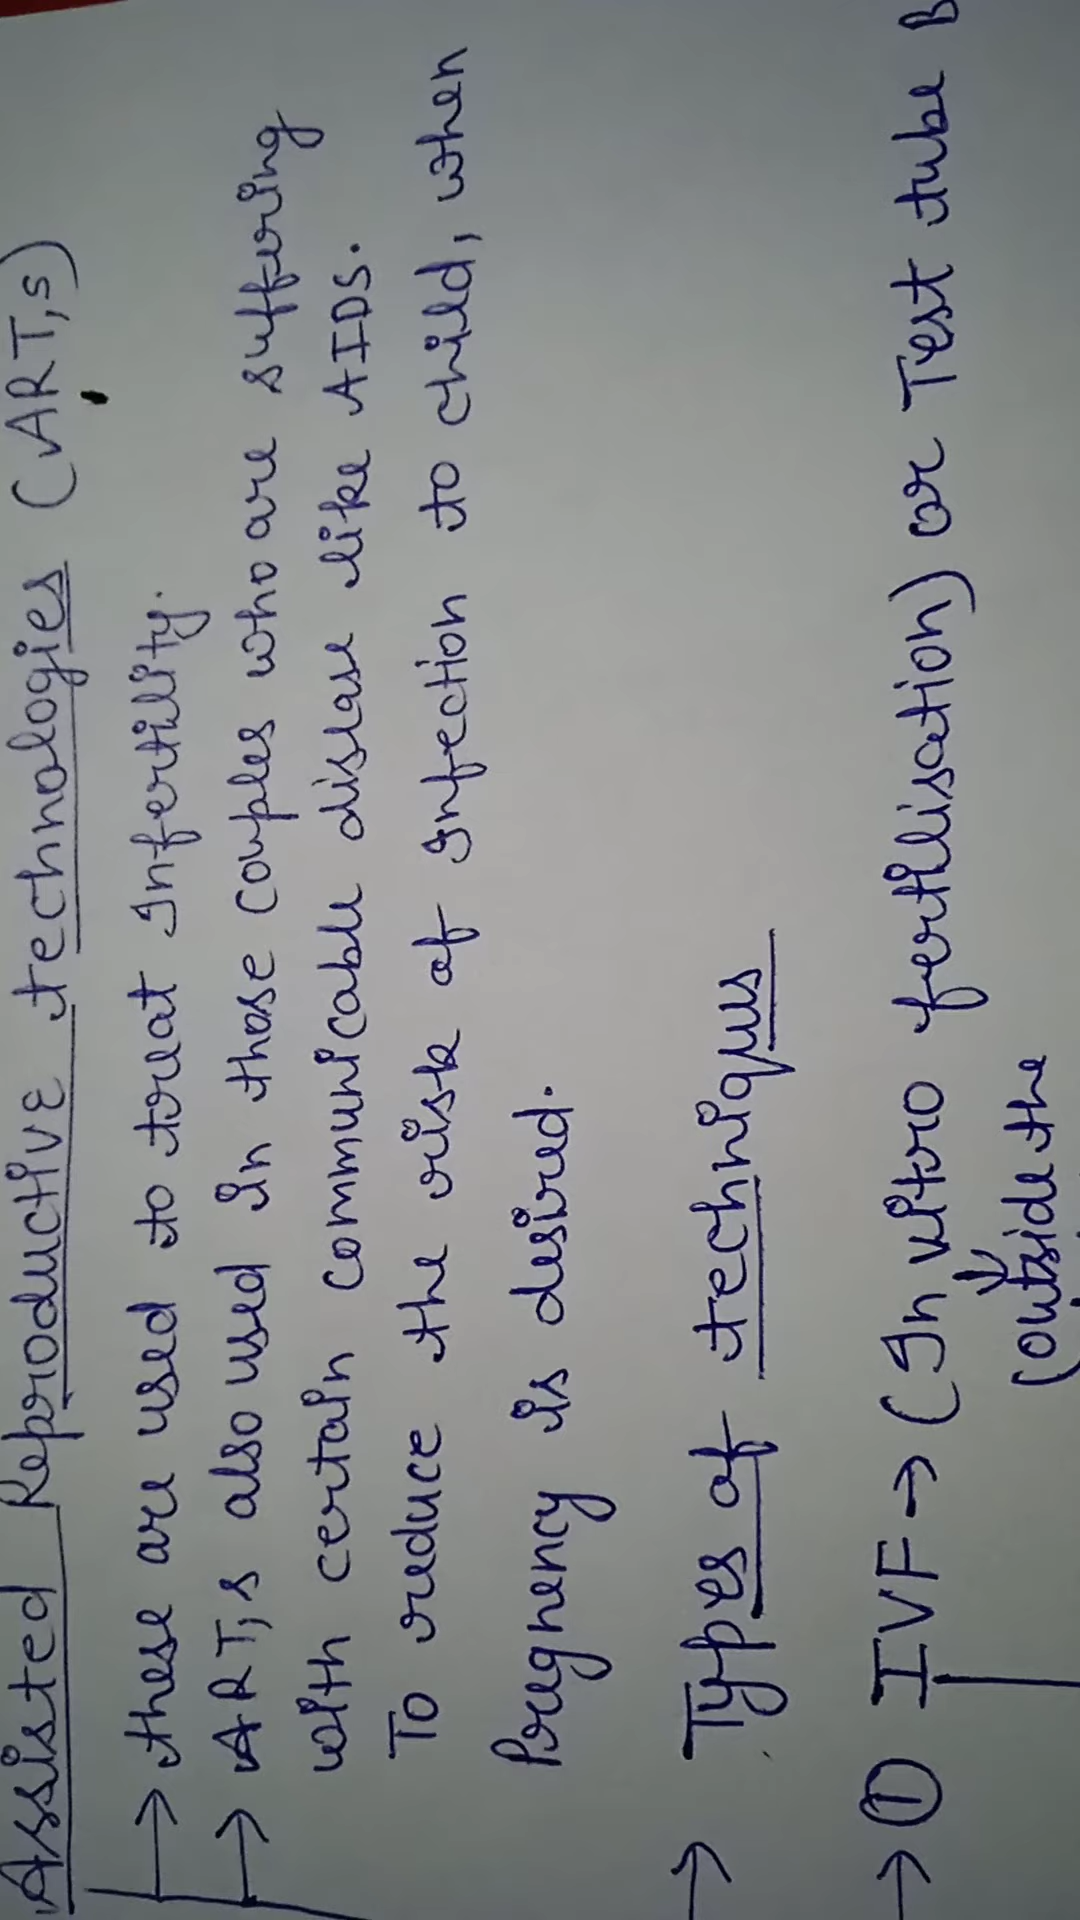 Assisted Reproductive technologies (ART,s)
→ these are used to treat Infertility.
→ ART,s also used in those couples who are suffering
with certain communicable disease like AIDS.
To reduce the risk of Infection to child, when
Pregnency is desired.
→ Types of techniqus
→ ① IVF → (In vitro fertilisation) or Test tube B
(outside the